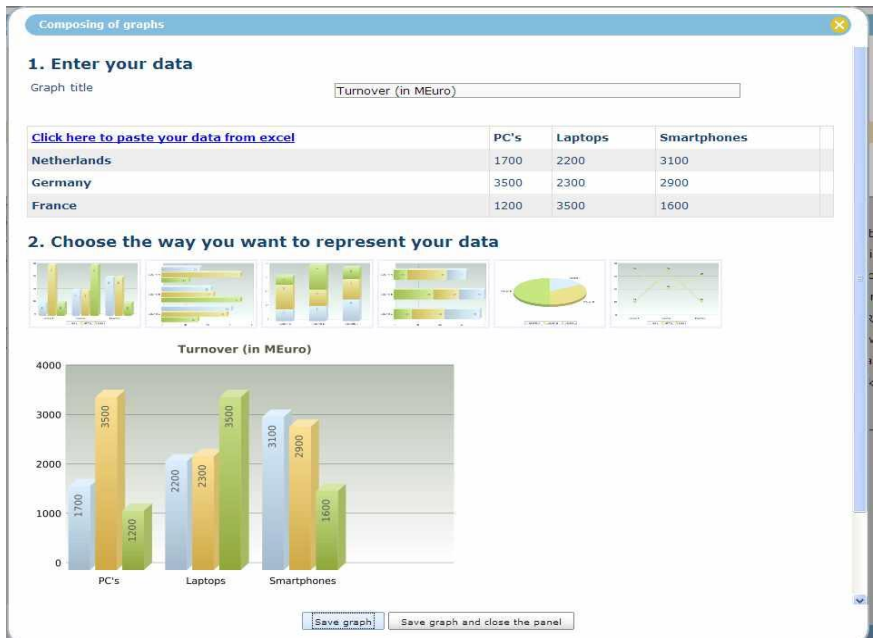 Composing of graphs
1. Enter your data
Graph title
Turnover (in MEuro)
Click here to paste your data from excel PC's Laptops Smartphones
Netherlands 1700 2200 3100
Germany 3500 2300 2900
France 1200 3500 1600
2. Choose the way you want to represent your data
Turnover (in MEuro)
4000
3000
2000
1000
0
1700
3500
1200
2200
2300
3500
3100
2900
1600
PC's Laptops Smartphones
Save graph Save graph and close the panel